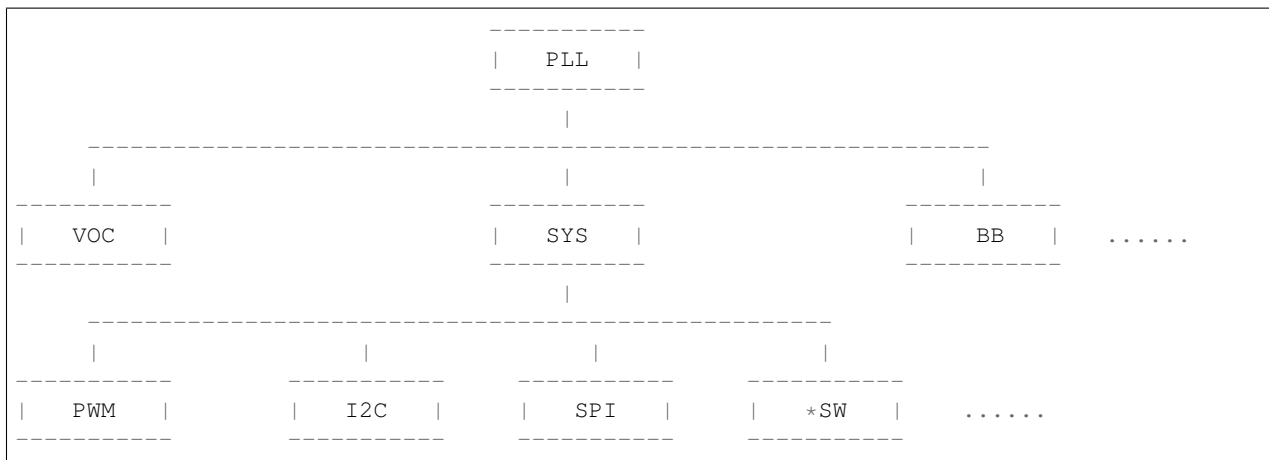 -----------
| PLL |
-----------
|
---------------------------------------------------------------
| | |
----------- ----------- -----------
| VOC | | SYS | | BB | ......
----------- ----------- -----------
|
----------------------------------------------------
| | | |
----------- ----------- ----------- -----------
| PWM | | I2C | | SPI | | *SW | ......
----------- ----------- ----------- -----------